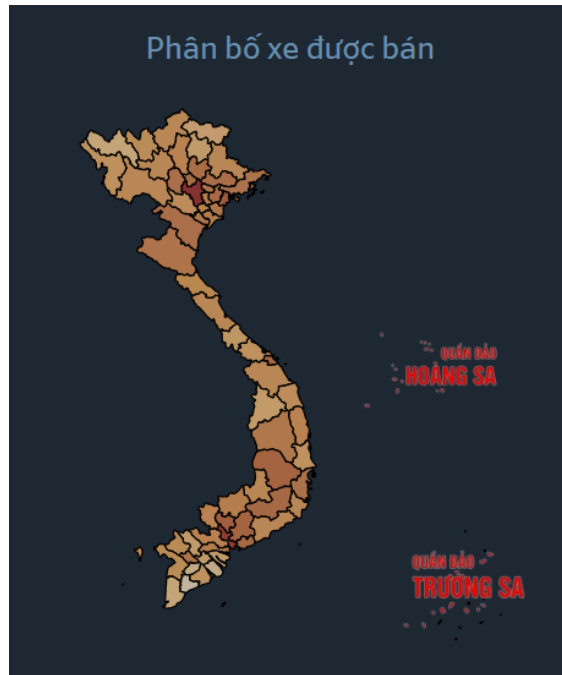 Phân bố xe được bán
QUẦN ĐẢO
HOÀNG SA
QUẦN ĐẢO
TRƯỜNG SA